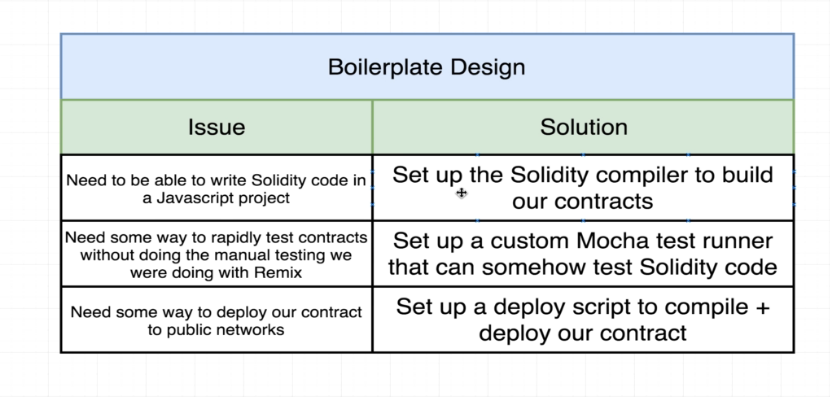 Boilerplate Design
Issue
Solution
Need to be able to write Solidity code in
a Javascript project
Set up the Solidity compiler to build
our contracts
Need some way to rapidly test contracts
without doing the manual testing we
were doing with Remix
Set up a custom Mocha test runner
that can somehow test Solidity code
Need some way to deploy our contract
to public networks
Set up a deploy script to compile +
deploy our contract